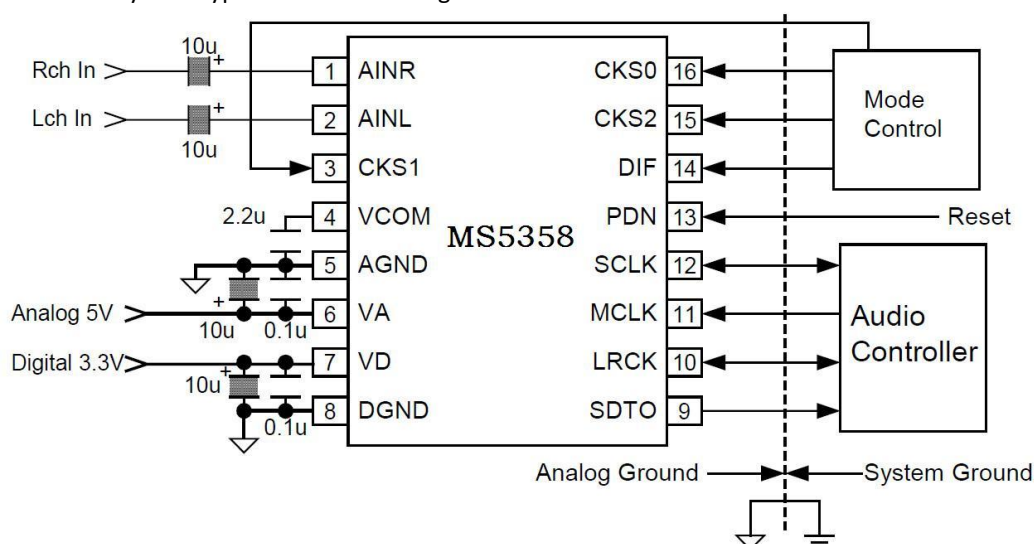 10u
+
Rch In
1 AINR
CKS0 16
Mode
Control
Lch In
+
10u
2 AINL
CKS2 15
3 CKS1
DIF 14
2.2u
4 VCOM
PDN 13
Reset
MS5358
5 AGND
SCLK 12
Analog 5V
+
10u
0.1u
6 VA
MCLK 11
Audio
Controller
Digital 3.3V
+
10u
7 VD
LRCK 10
0.1u
8 DGND
SDTO 9
Analog Ground
System Ground